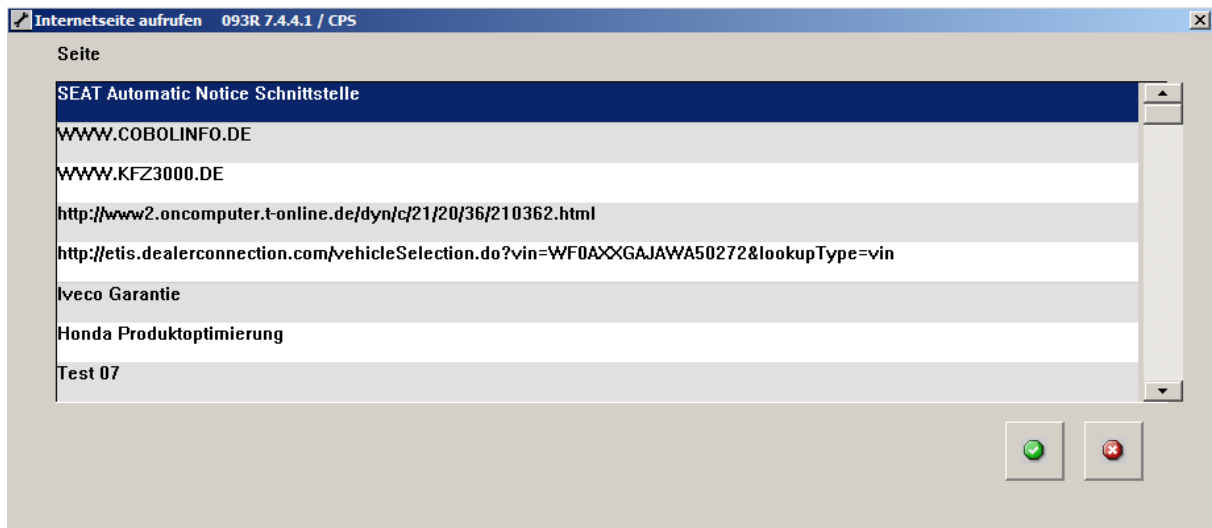 Internetseite aufrufen 093R 7.4.4.1 / CPS
Seite
SEAT Automatic Notice Schnittstelle
WWW.COBOLINFO.DE
WWW.KFZ3000.DE
http://www2.oncomputer.t-online.de/dyn/c/21/20/36/210362.html
http://etis.dealerconnection.com/vehicleSelection.do?vin=WF0AXXGAJAWA50272&lookupType=vin
Iveco Garantie
Honda Produktoptimierung
Test 07